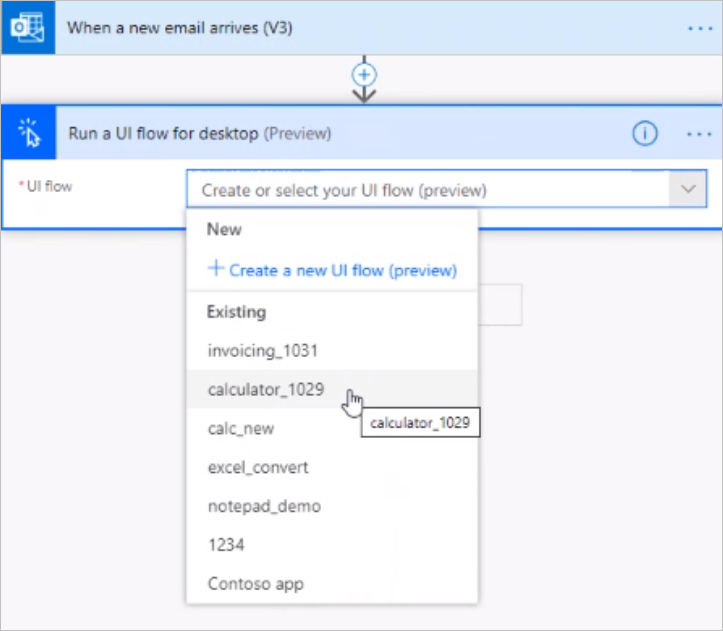 When a new email arrives (V3)
Run a UI flow for desktop (Preview)
* UI flow
Create or select your UI flow (preview)
New
+ Create a new UI flow (preview)
Existing
invoicing_1031
calculator_1029
calculator_1029
calc_new
excel_convert
notepad_demo
1234
Contoso app